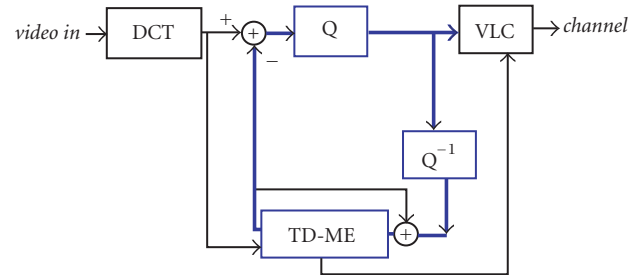 video in
DCT
+
+
−
Q
VLC
channel
Q⁻¹
TD-ME
+